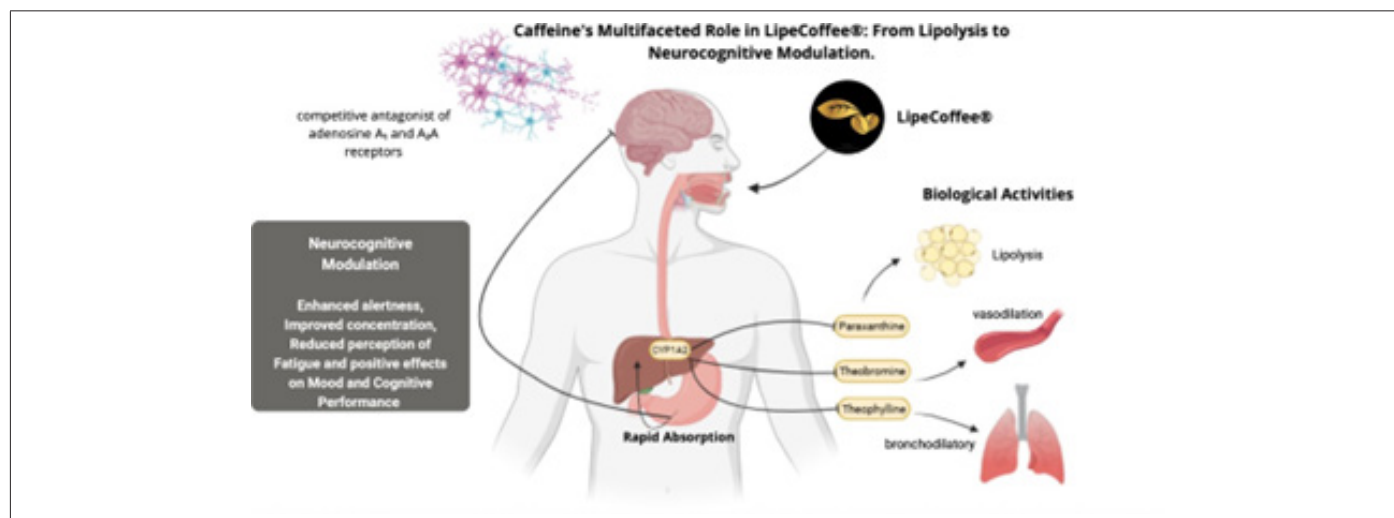 Caffeine's Multifaceted Role in LipeCoffee®: From Lipolysis to
Neurocognitive Modulation.
competitive antagonist of
adenosine A₁ and A₂A
receptors
LipeCoffee®
Biological Activities
Neurocognitive
Modulation
Enhanced alertness,
Improved concentration,
Reduced perception of
Fatigue and positive effects
on Mood and Cognitive
Performance
Lipolysis
vasodilation
Paraxanthine
CYP1A2
Theobromine
Theophylline
Rapid Absorption
bronchodilatory